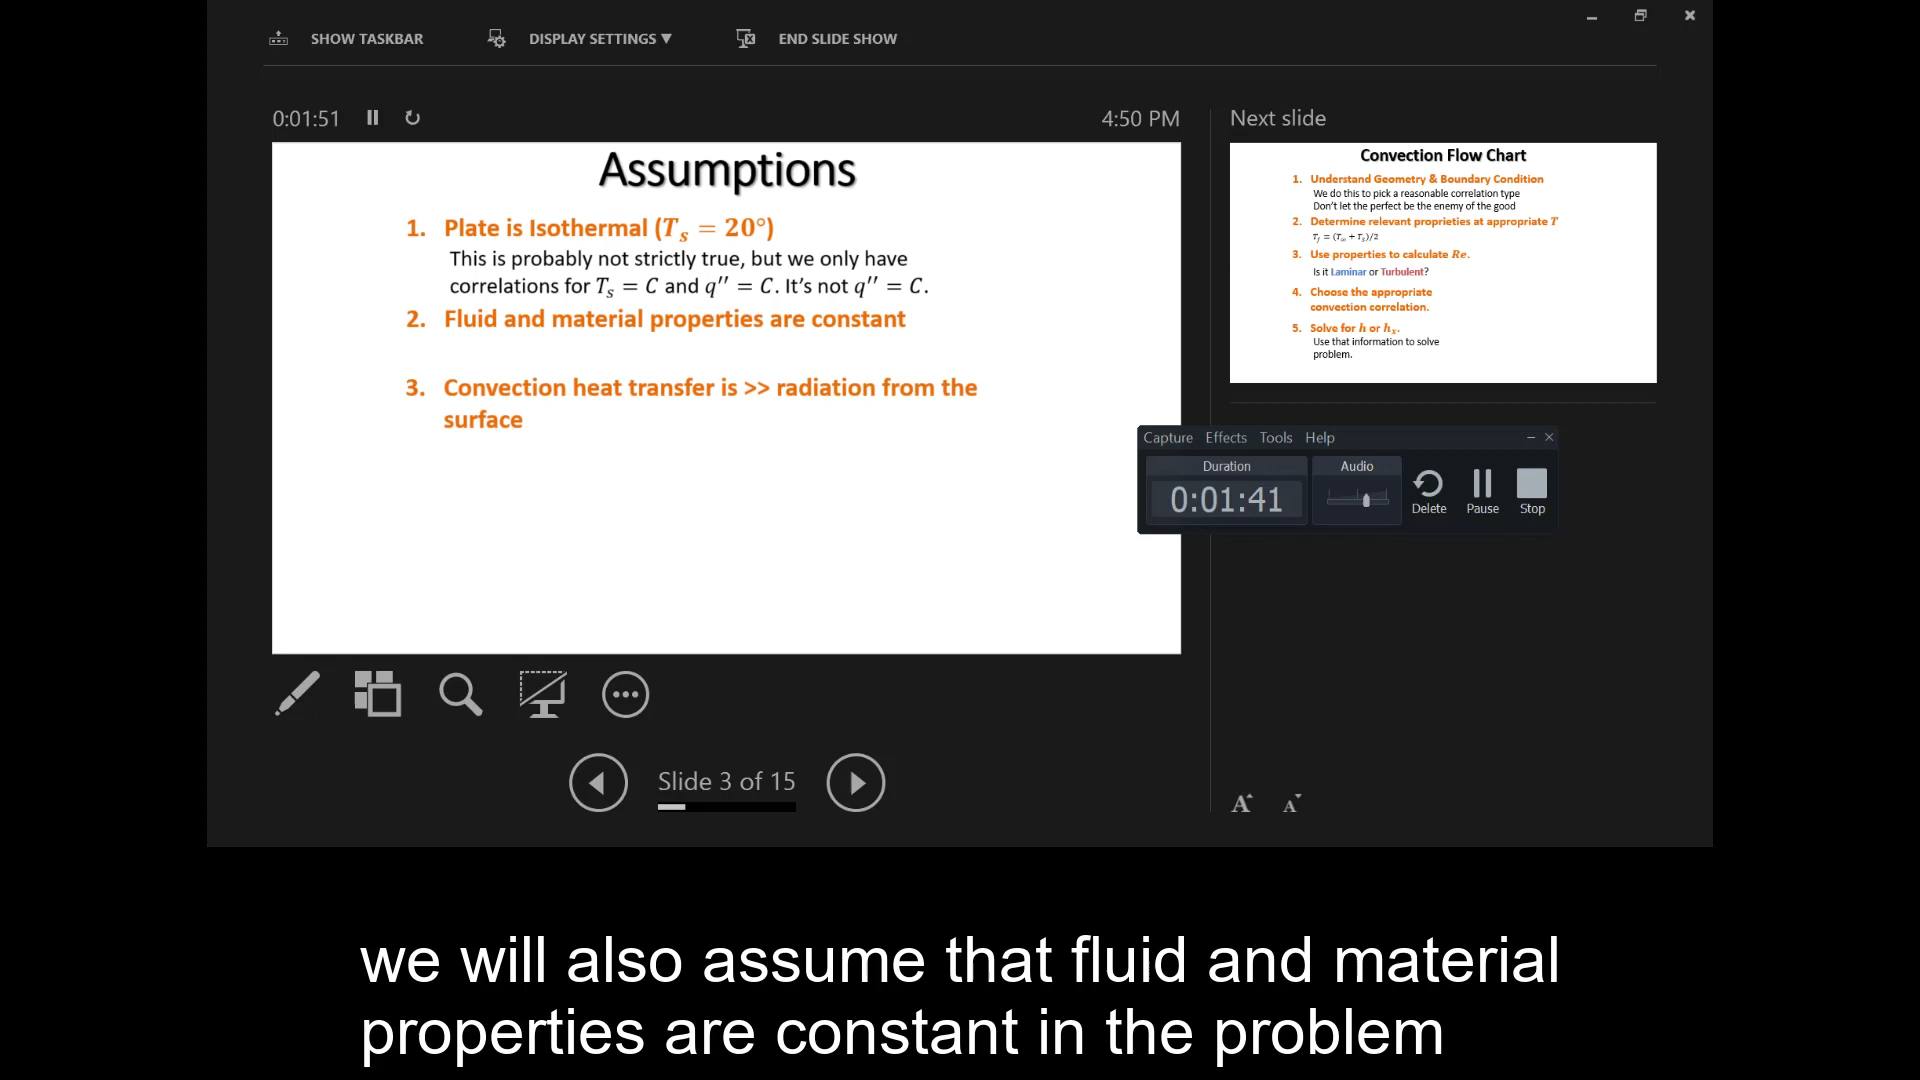 SHOW TASKBAR
DISPLAY SETTINGS ▼
END SLIDE SHOW
0:01:51
4:50 PM
Next slide
Assumptions
1. Plate is Isothermal (Tₛ = 20°)
This is probably not strictly true, but we only have
correlations for Tₛ = C and q′′ = C. It's not q′′ = C.
2. Fluid and material properties are constant
3. Convection heat transfer is >> radiation from the
surface
Convection Flow Chart
1. Understand Geometry & Boundary Condition
We do this to pick a reasonable correlation type
Don't let the perfect be the enemy of the good
2. Determine relevant proprieties at appropriate T
T_f = (T∞ + Tₛ)/2
3. Use properties to calculate Re.
Is it Laminar or Turbulent?
4. Choose the appropriate
convection correlation.
5. Solve for h or hₓ.
Use that information to solve
problem.
Capture Effects Tools Help
Duration
Audio
0:01:41
Delete
Pause
Stop
Slide 3 of 15
A
A
we will also assume that fluid and material
properties are constant in the problem